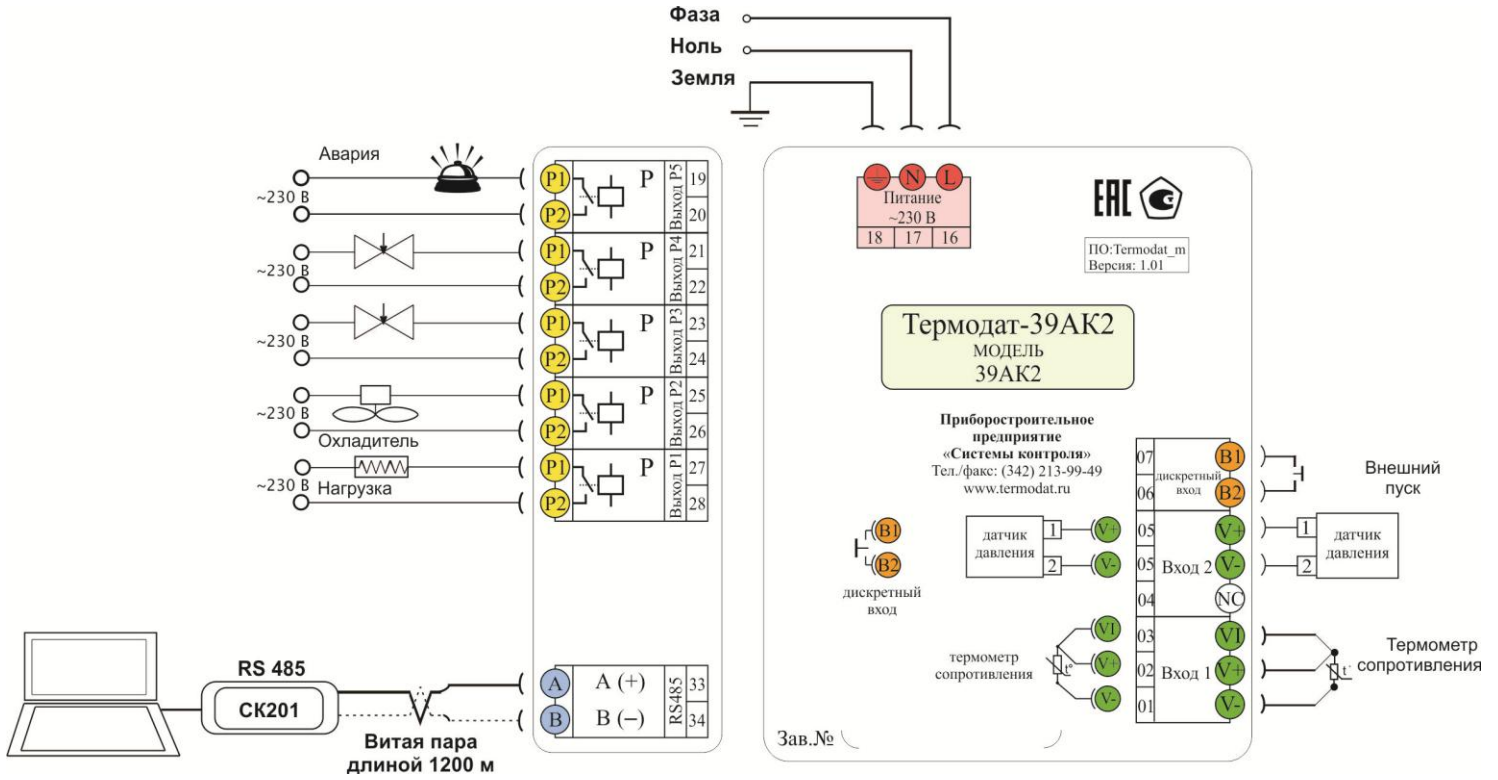 Фаза
Ноль
Земля
Авария
~230 В
~230 В
~230 В
~230 В
Охладитель
~230 В
Нагрузка
P1 P Выход P5 19
P2 20
P1 P Выход P4 21
P2 22
P1 P Выход P3 23
P2 24
P1 P Выход P2 25
P2 26
P1 P Выход P1 27
P2 28
RS 485
СК201
Витая пара
длиной 1200 м
A A (+) RS485 33
B B (−) 34
N L
Питание
~230 В
18 17 16
ЕАС
ПО:Termodat_m
Версия: 1.01
Термодат-39АК2
МОДЕЛЬ
39АК2
Приборостроительное
предприятие
«Системы контроля»
Тел./факс: (342) 213-99-49
www.termodat.ru
B1
B2
дискретный
вход
датчик
давления
1 V+
2 V-
термометр
сопротивления
t°
VI
V+
V-
07 дискретный B1
06 вход B2
05 V+
05 Вход 2 V-
04 NC
03 VI
02 Вход 1 V+
01 V-
Внешний
пуск
1 датчик
2 давления
Термометр
сопротивления
t
Зав.№